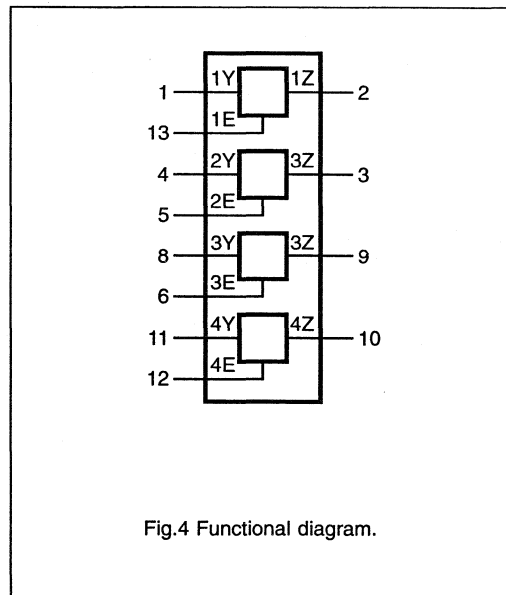 1 1Y 1Z 2
13 1E
4 2Y 3Z 3
5 2E
8 3Y 3Z 9
6 3E
11 4Y 4Z 10
12 4E
Fig.4 Functional diagram.